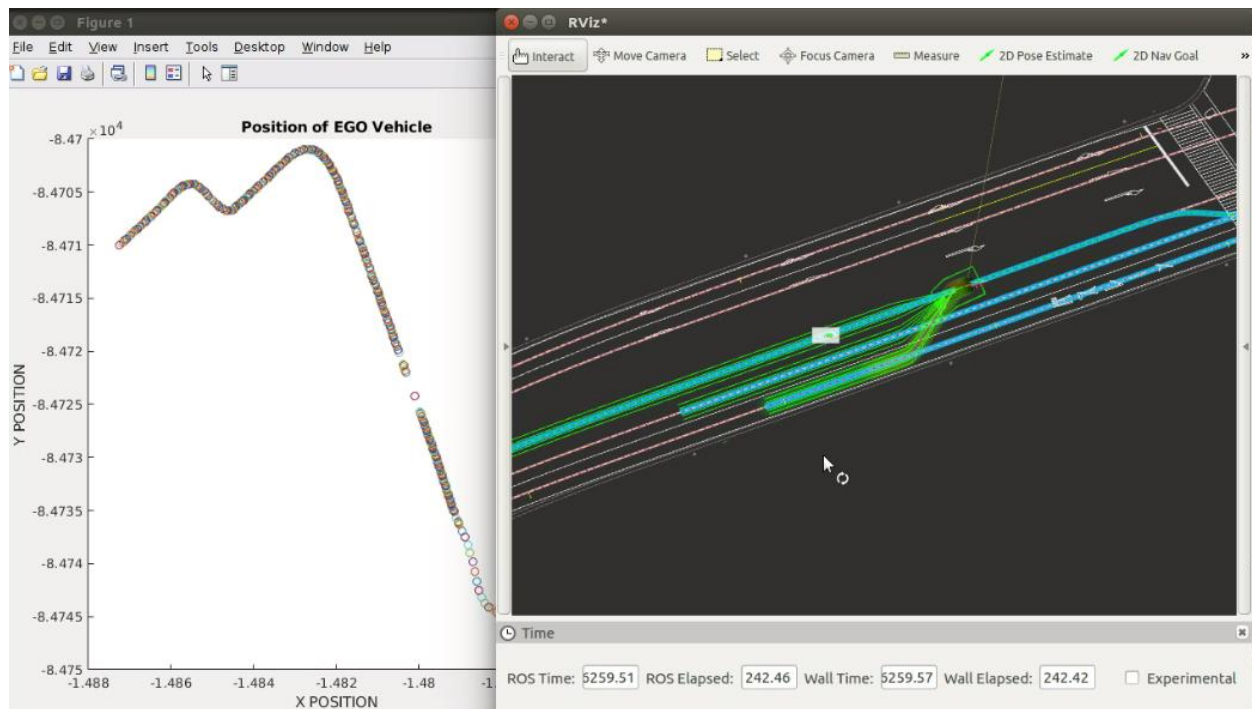 Figure 1
File Edit View Insert Tools Desktop Window Help
Position of EGO Vehicle
×10⁴
-8.47
-8.4705
-8.471
-8.4715
-8.472
-8.4725
-8.473
-8.4735
-8.474
-8.4745
-8.475
Y POSITION
-1.488 -1.486 -1.484 -1.482 -1.48 -1.
X POSITION
RViz*
Interact Move Camera Select Focus Camera Measure 2D Pose Estimate 2D Nav Goal »
Time
ROS Time: 5259.51 ROS Elapsed: 242.46 Wall Time: 5259.57 Wall Elapsed: 242.42 Experimental